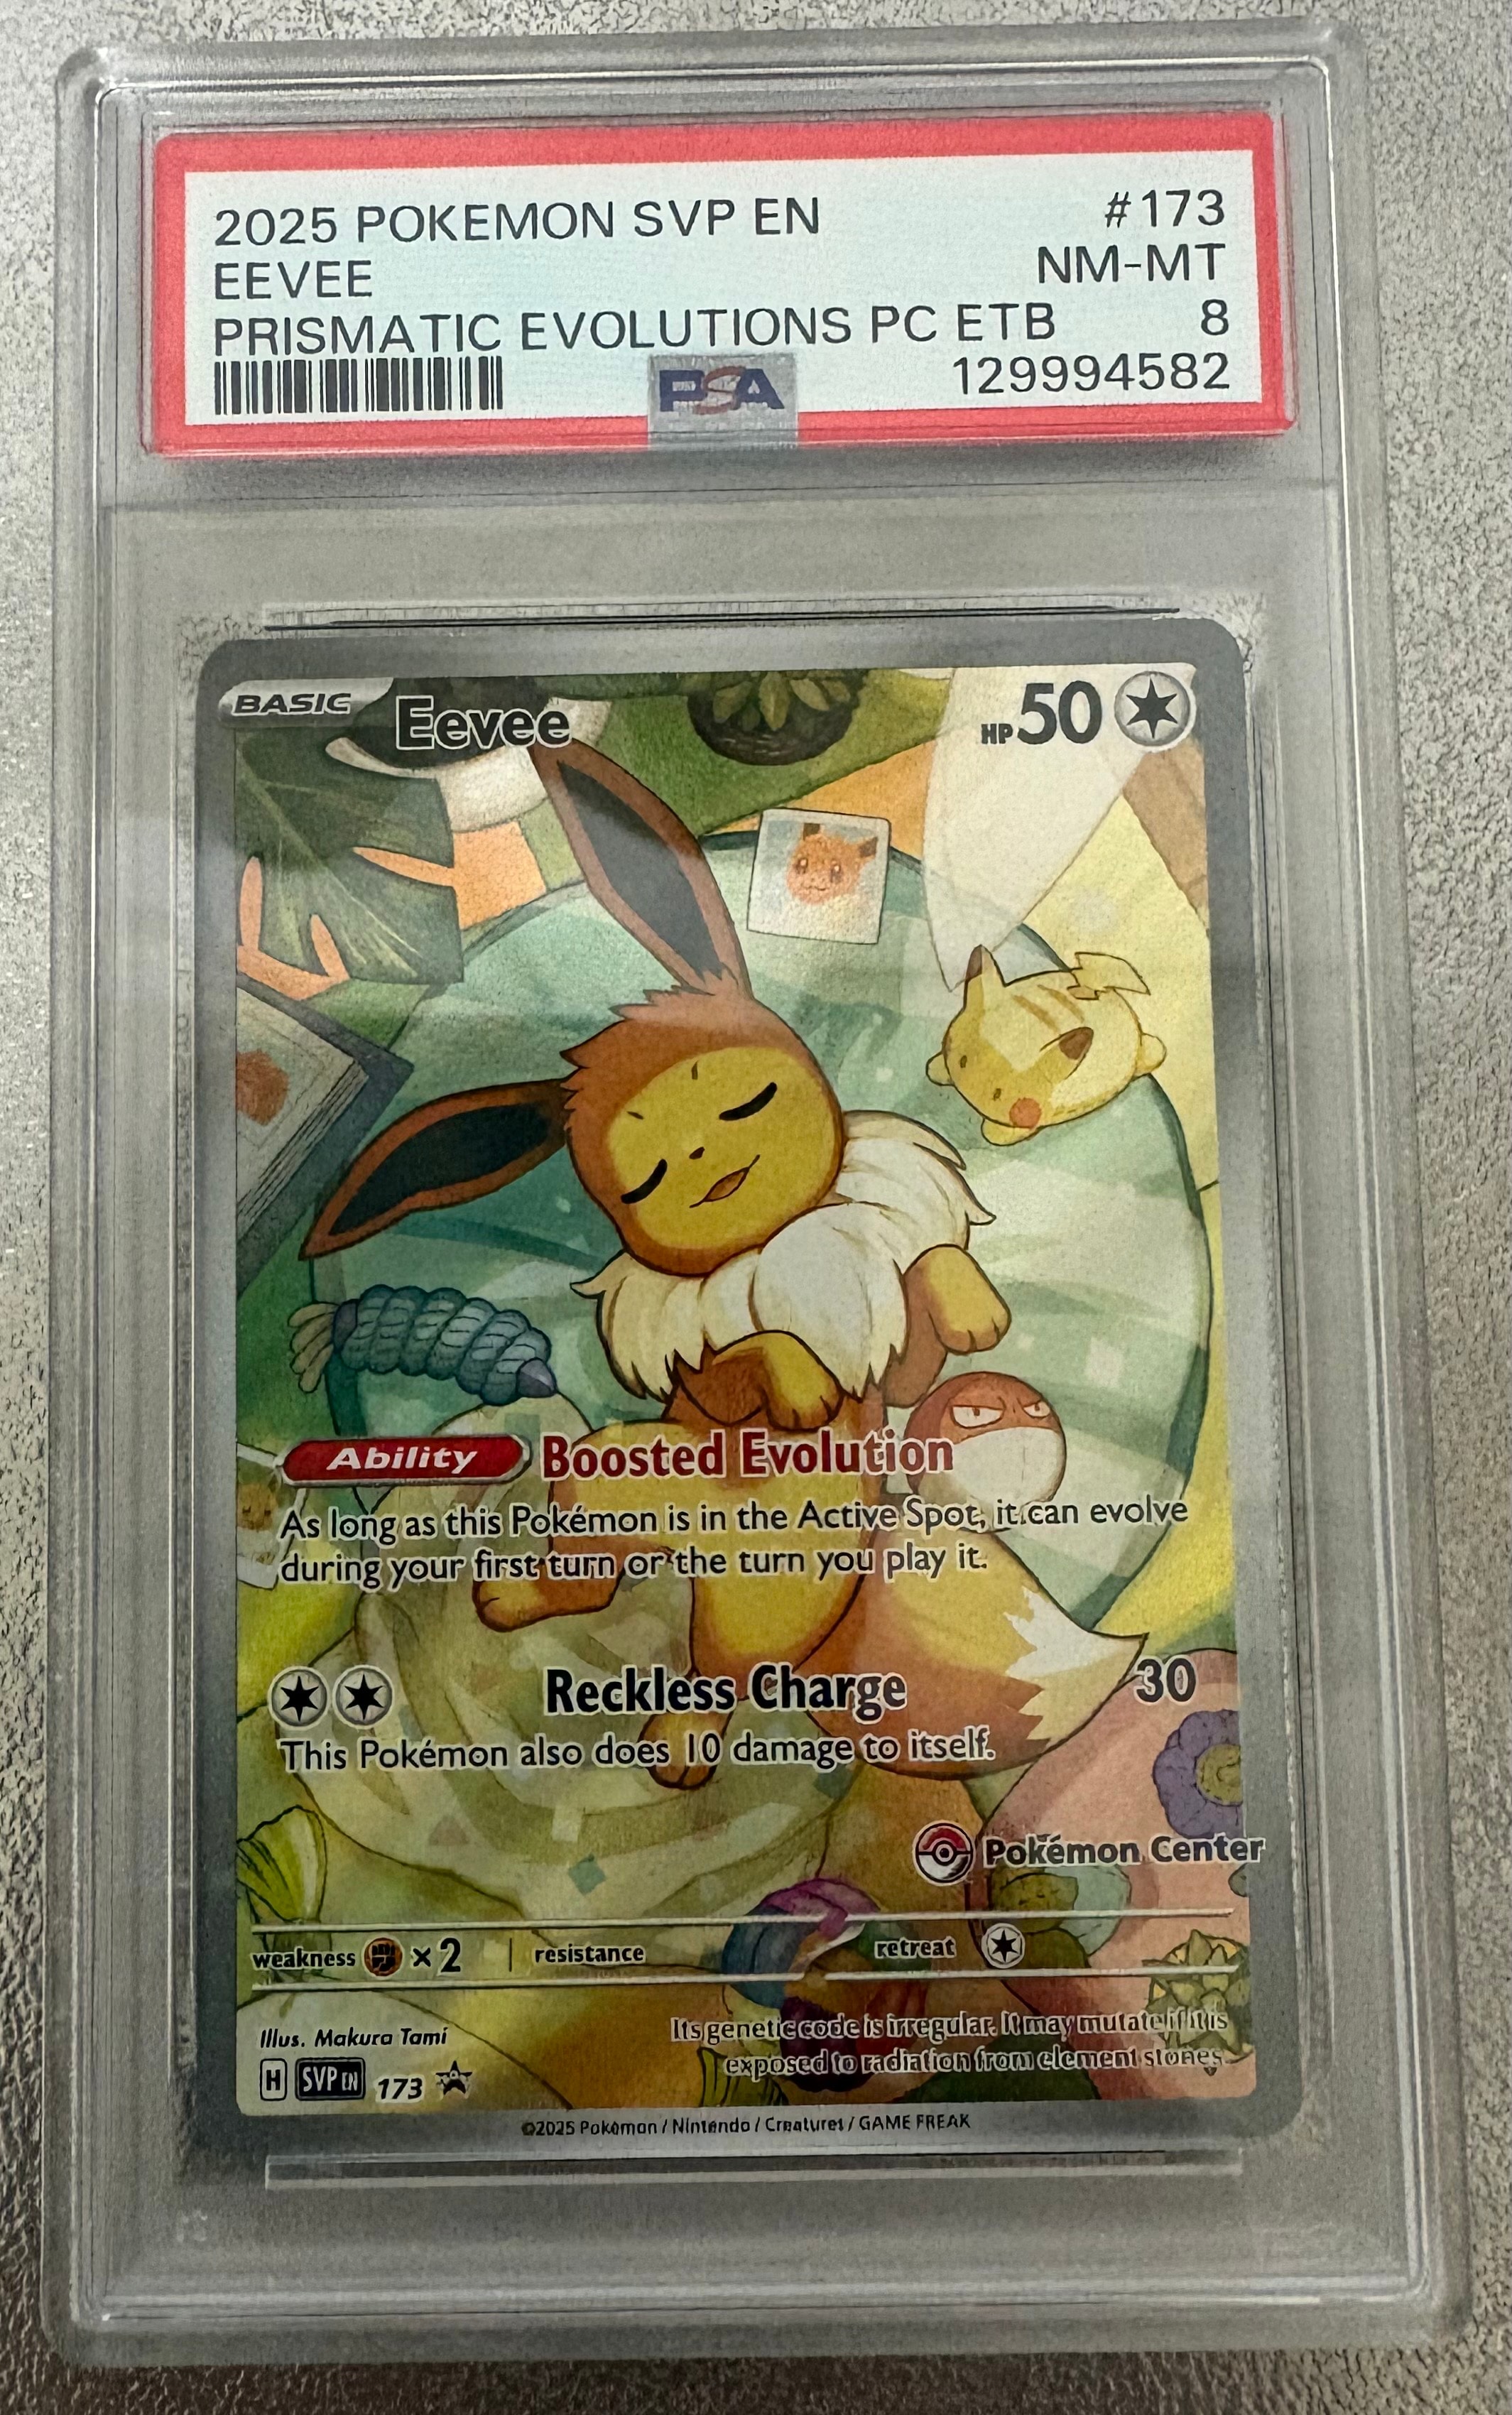 2025 POKEMON SVP EN #173
EEVEE NM-MT
PRISMATIC EVOLUTIONS PC ETB 8
PSA 129994582
BASIC Eevee HP 50
Ability Boosted Evolution
As long as this Pokémon is in the Active Spot, it can evolve
during your first turn or the turn you play it.
Reckless Charge 30
This Pokémon also does 10 damage to itself.
Pokémon Center
weakness ×2 | resistance retreat
Illus. Makura Tami
Its genetic code is irregular. It may mutate if it is
exposed to radiation from element stones.
H SVP EN 173
©2025 Pokémon / Nintendo / Creatures / GAME FREAK